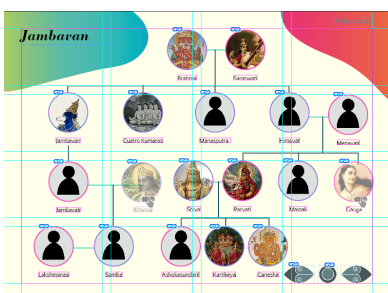 Jambavan
Brahma
Saraswati
Jambavan
Cuatro Kumaras
Manasputra
Himavat
Menavati
Jambavati
Krishna
Shiva
Parvati
Mainak
Ganga
Lakshmanaa
Samba
Ashokasundari
Kartikeya
Ganesha